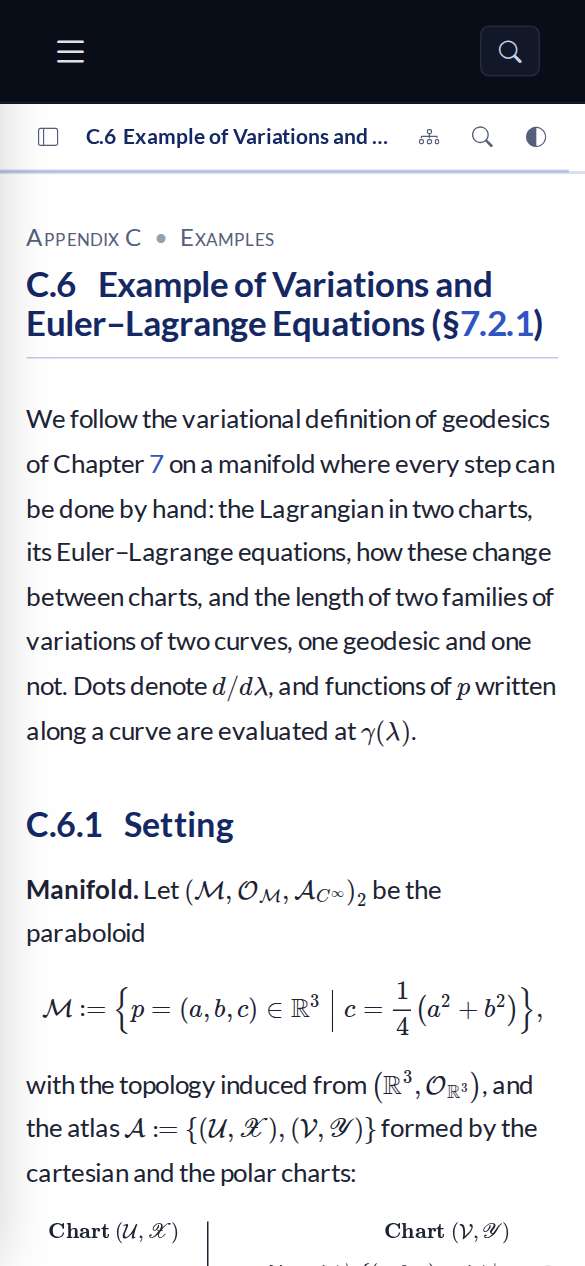 C.6 Example of Variations and ...
APPENDIX C • EXAMPLES
C.6 Example of Variations and
Euler–Lagrange Equations (§7.2.1)
We follow the variational definition of geodesics
of Chapter 7 on a manifold where every step can
be done by hand: the Lagrangian in two charts,
its Euler–Lagrange equations, how these change
between charts, and the length of two families of
variations of two curves, one geodesic and one
not. Dots denote d/dλ, and functions of p written
along a curve are evaluated at γ(λ).
C.6.1 Setting
Manifold. Let (ℳ, 𝒪_ℳ, 𝒜_{C^∞})₂ be the
paraboloid
ℳ := {p = (a, b, c) ∈ ℝ³ | c = 1/4 (a² + b²)},
with the topology induced from (ℝ³, 𝒪_{ℝ³}), and
the atlas 𝒜 := {(𝒰, 𝒳), (𝒱, 𝒴)} formed by the
cartesian and the polar charts:
Chart (𝒰, 𝒳) Chart (𝒱, 𝒴)